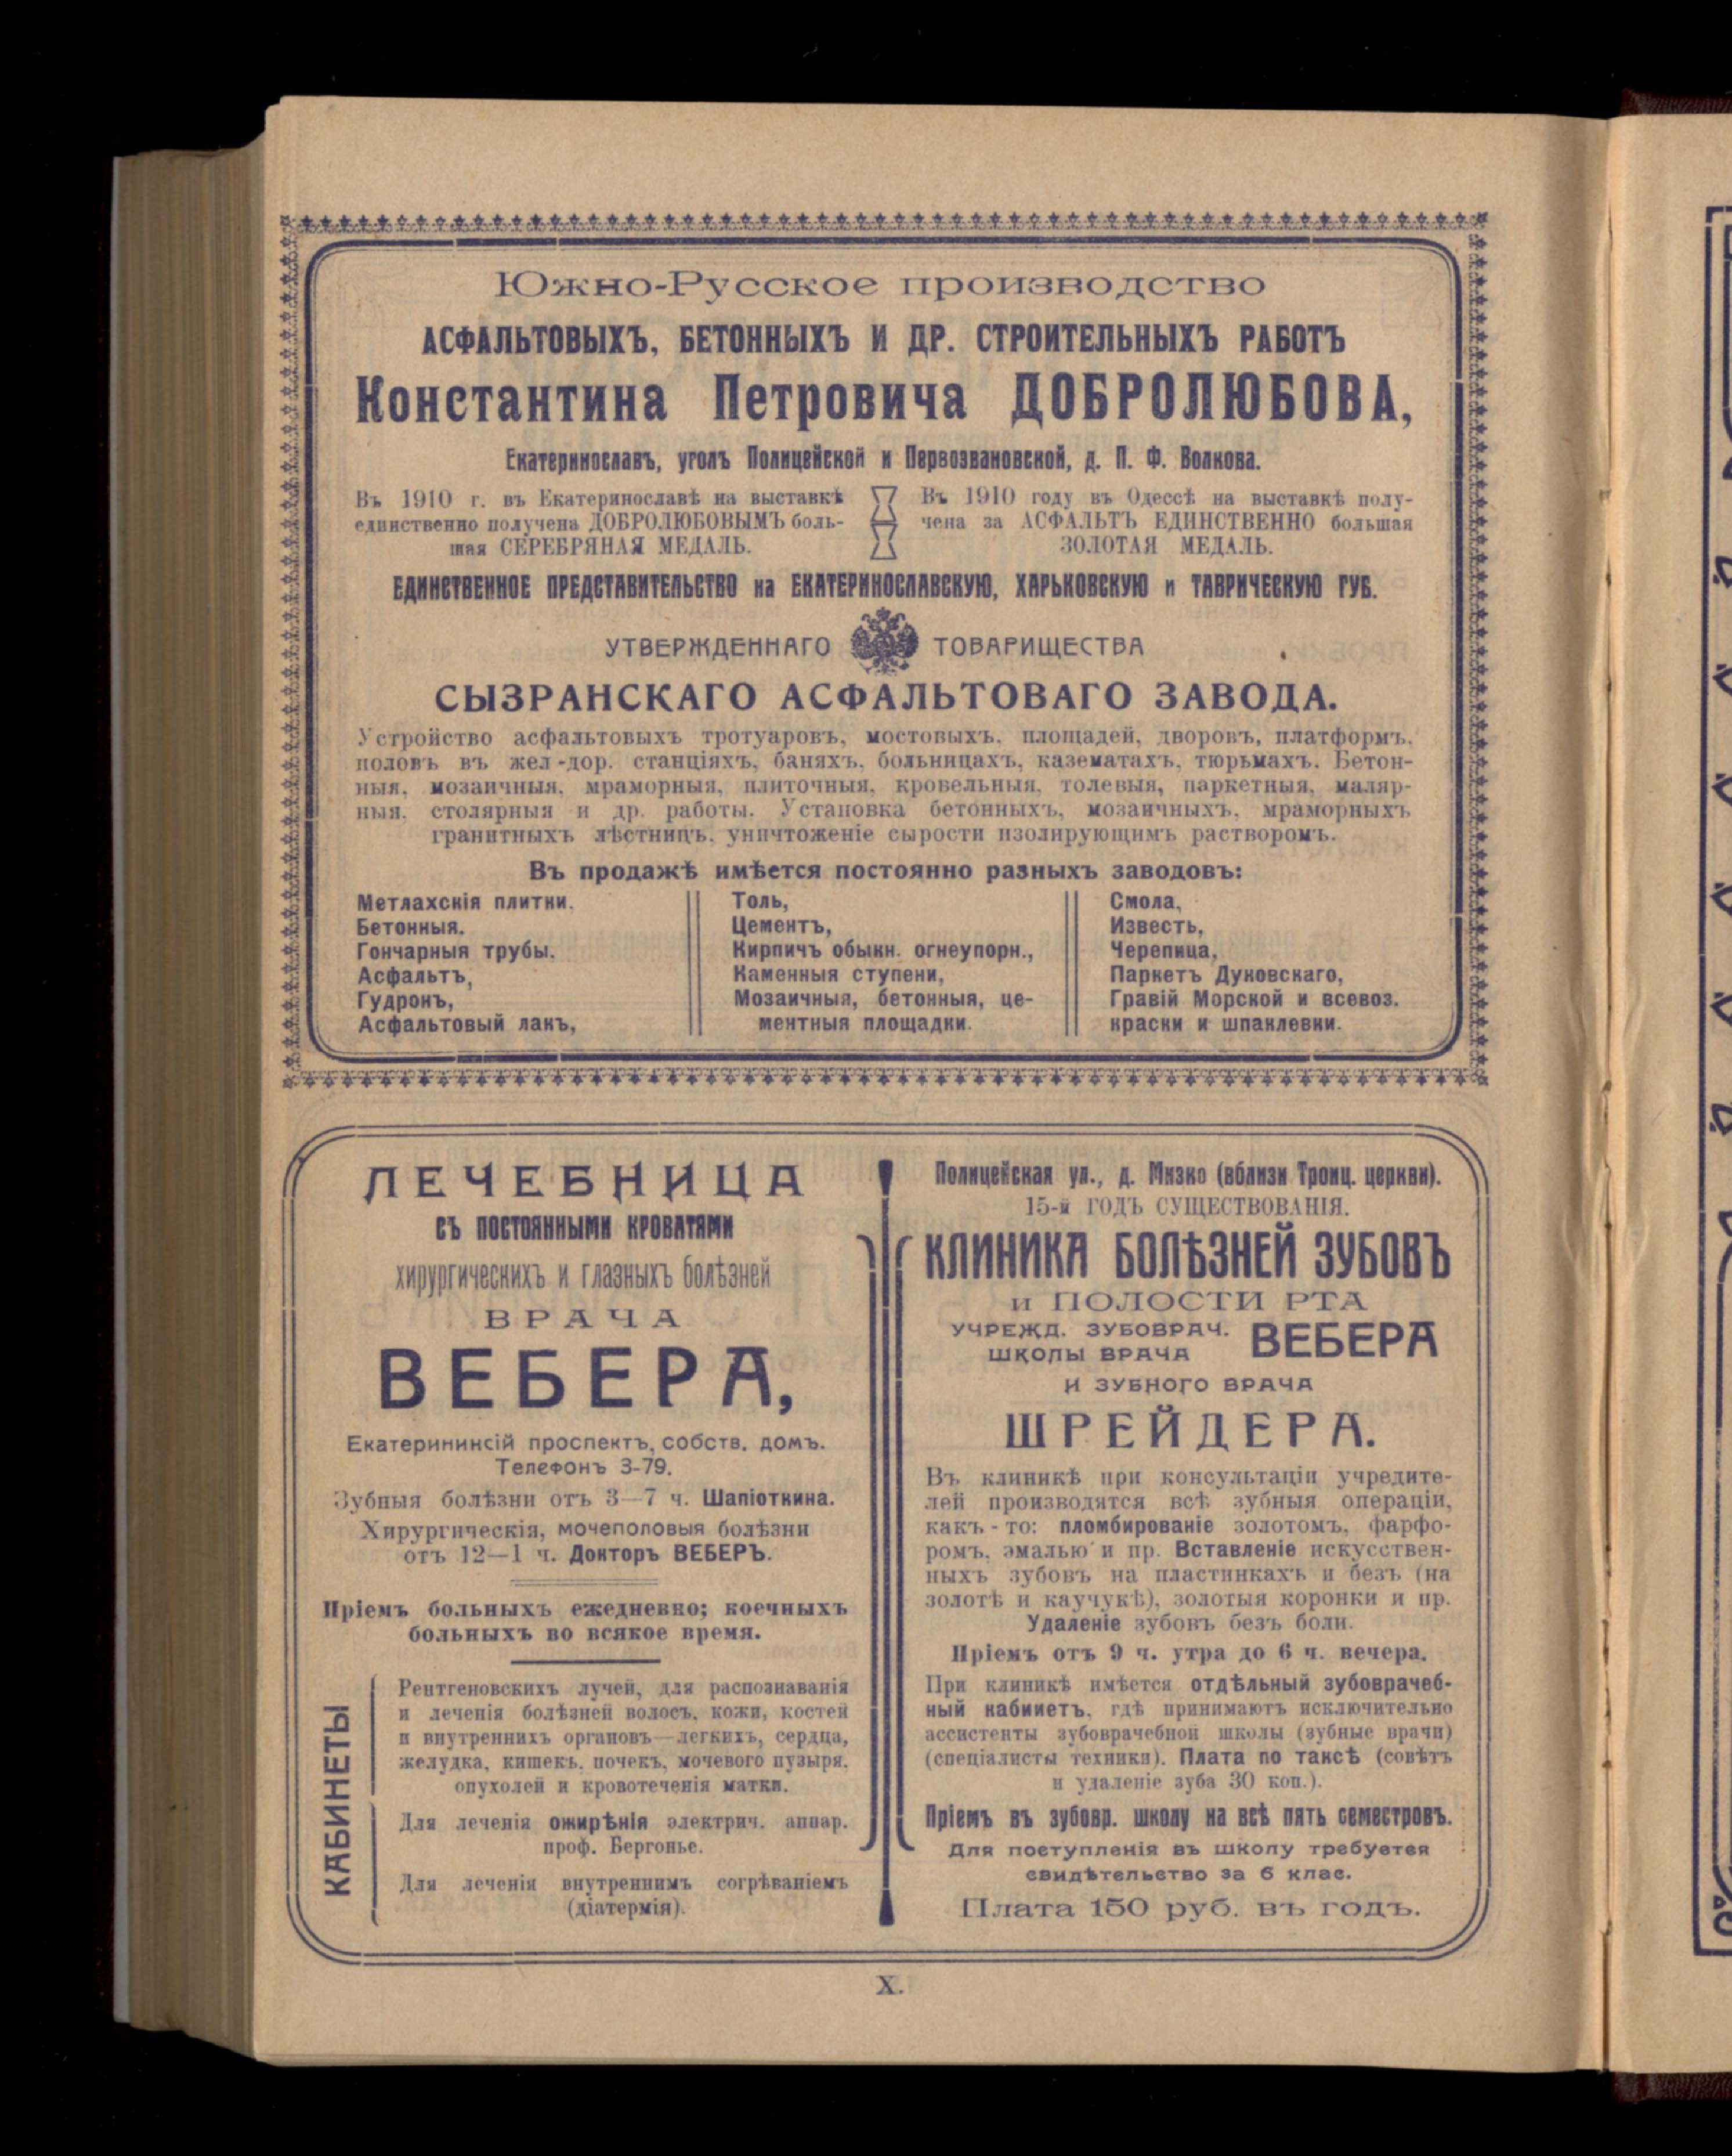 Южно-Русское производство
АСФАЛЬТОВЫХЪ, БЕТОННЫХЪ И ДР. СТРОИТЕЛЬНЫХЪ РАБОТЪ
Константина Петровича ДОБРОЛЮБОВА,
Екатеринославъ, уголъ Полицейской и Первозвановской, д. П. Ф. Волкова.
Въ 1910 г. въ Екатеринославѣ на выставкѣ
единственно получена ДОБРОЛЮБОВЫМЪ боль-
шая СЕРЕБРЯНАЯ МЕДАЛЬ.
Въ 1910 году въ Одессѣ на выставкѣ полу-
чена за АСФАЛЬТЪ ЕДИНСТВЕННО большая
ЗОЛОТАЯ МЕДАЛЬ.
ЕДИНСТВЕННОЕ ПРЕДСТАВИТЕЛЬСТВО на ЕКАТЕРИНОСЛАВСКУЮ, ХАРЬКОВСКУЮ и ТАВРИЧЕСКУЮ ГУБ.
УТВЕРЖДЕННАГО ТОВАРИЩЕСТВА
СЫЗРАНСКАГО АСФАЛЬТОВАГО ЗАВОДА.
Устройство асфальтовыхъ тротуаровъ, мостовыхъ, площадей, дворовъ, платформъ,
половъ въ жел-дор. станціяхъ, баняхъ, больницахъ, казематахъ, тюрьмахъ. Бетон-
ныя, мозаичныя, мраморныя, плиточныя, кровельныя, толевыя, паркетныя, маляр-
ныя, столярныя и др. работы. Установка бетонныхъ, мозаичныхъ, мраморныхъ
гранитныхъ лѣстницъ, уничтоженіе сырости изолирующимъ растворомъ.
Въ продажѣ имѣется постоянно разныхъ заводовъ:
Метлахскія плитки.
Бетонныя.
Гончарныя трубы.
Асфальтъ,
Гудронъ,
Асфальтовый лакъ,
Толь,
Цементъ,
Кирпичъ обыкн. огнеупорн.,
Каменныя ступени,
Мозаичныя, бетонныя, це-
ментныя площадки.
Смола,
Известь,
Черепица,
Паркетъ Дуковскаго,
Гравій Морской и всевоз.
краски и шпаклевки.
ЛЕЧЕБНИЦА
СЪ ПОСТОЯННЫМИ КРОВАТЯМИ
хирургическихъ и глазныхъ болѣзней
ВРАЧА
ВЕБЕРА,
Екатерининсій проспектъ, собств. домъ.
Телефонъ 3-79.
Зубныя болѣзни отъ 3—7 ч. Шапіоткина.
Хирургическія, мочеполовыя болѣзни
отъ 12—1 ч. Докторъ ВЕБЕРЪ.
Пріемъ больныхъ ежедневно; коечныхъ
больныхъ во всякое время.
КАБИНЕТЫ
Рентгеновскихъ лучей, для распознаванія
и леченія болѣзней волосъ, кожи, костей
и внутреннихъ органовъ—легкихъ, сердца,
желудка, кишекъ, почекъ, мочевого пузыря,
опухолей и кровотеченія матки.
Для леченія ожирѣнія электрич. аппар.
проф. Бергонье.
Для леченія внутреннимъ согрѣваніемъ
(діатермія).
Полицейская ул., д. Мизко (вблизи Троиц. церкви).
15-й ГОДЪ СУЩЕСТВОВАНІЯ.
КЛИНИКА БОЛѢЗНЕЙ ЗУБОВЪ
и ПОЛОСТИ РТА
УЧРЕЖД. ЗУБОВРАЧ.
ШКОЛЫ ВРАЧА ВЕБЕРА
И ЗУБНОГО ВРАЧА
ШРЕЙДЕРА.
Въ клиникѣ при консультаціи учредите-
лей производятся всѣ зубныя операціи,
какъ-то: пломбированіе золотомъ, фарфо-
ромъ, эмалью и пр. Вставленіе искусствен-
ныхъ зубовъ на пластинкахъ и безъ (на
золотѣ и каучукѣ), золотыя коронки и пр.
Удаленіе зубовъ безъ боли.
Пріемъ отъ 9 ч. утра до 6 ч. вечера.
При клиникѣ имѣется отдѣльный зубоврачеб-
ный кабинетъ, гдѣ принимаютъ исключительно
ассистенты зубоврачебной школы (зубные врачи)
(спеціалисты техники). Плата по таксѣ (совѣтъ
и удаленіе зуба 30 коп.).
Пріемъ въ зубовр. школу на всѣ пять семестровъ.
Для поступленія въ школу требуется
свидѣтельство за 6 клас.
Плата 150 руб. въ годъ.
X.